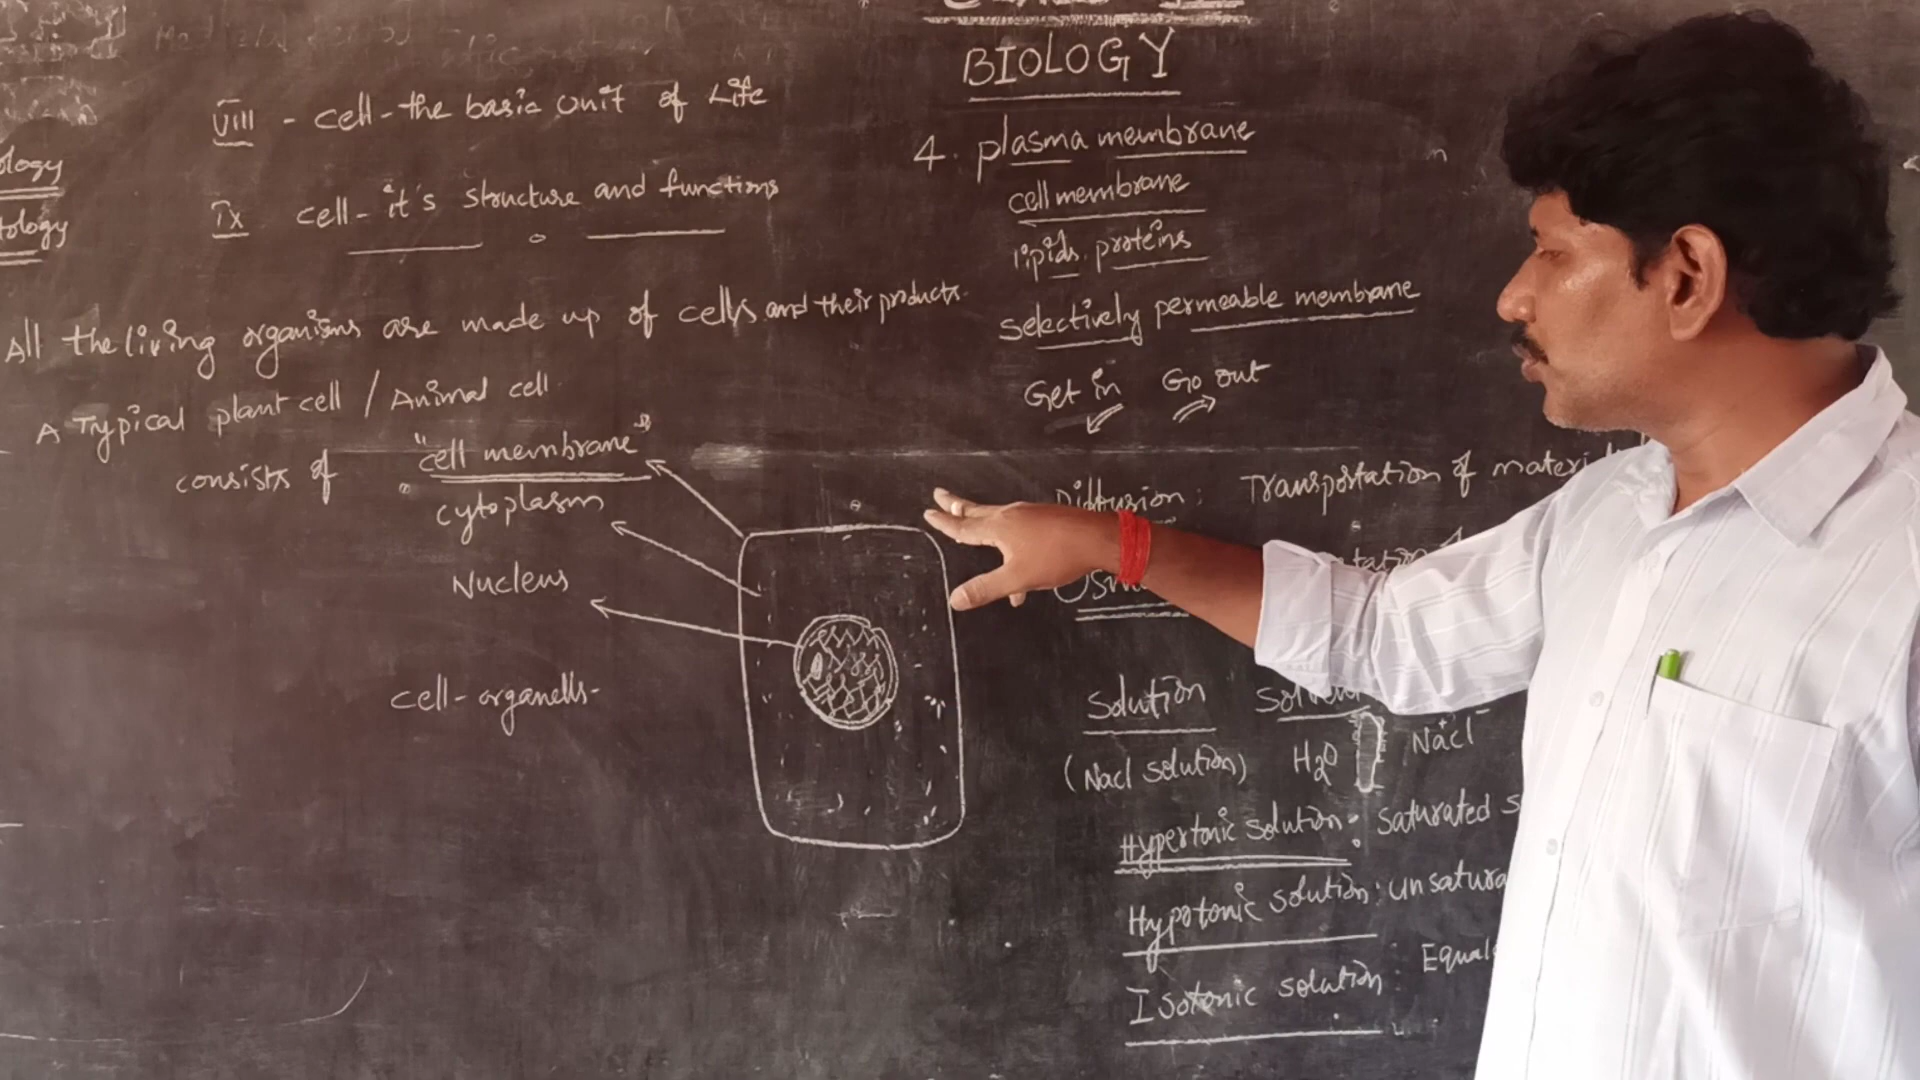 BIOLOGY
VIII - cell - the basic unit of Life
IX cell - it's structure and functions
ology
tology
All the living organisms are made up of cells and their products.
A Typical plant cell / Animal cell
consists of "cell membrane"
cytoplasm
Nucleus
cell-organells-
4. plasma membrane
cell membrane
lipids. proteins
selectively permeable membrane
Get in Go out
Diffusion: Transportation of materi
solution
(Nacl solution) H2O Na+cl-
Hypertonic solution: saturated s
Hypotonic solution: unsatura
Isotonic solution: Equal